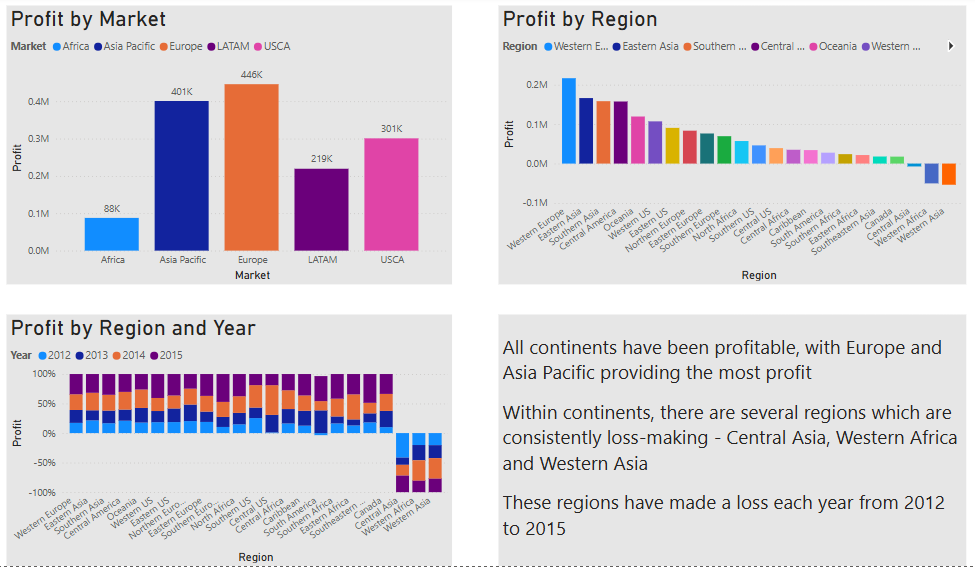 Profit by Market
Market Africa Asia Pacific Europe LATAM USCA
Profit
0.4M
0.3M
0.2M
0.1M
0.0M
88K
401K
446K
219K
301K
Africa Asia Pacific Europe LATAM USCA
Market
Profit by Region
Region Western E... Eastern Asia Southern ... Central ... Oceania Western ...
Profit
0.2M
0.1M
0.0M
-0.1M
Western Europe
Eastern Asia
Southern Asia
Central America
Oceania
Western US
Eastern US
Northern Europe
Eastern Europe
Southern Europe
North Africa
Southern US
Central US
Central Africa
Caribbean
South America
Southern Africa
Eastern Africa
Southeastern Asia
Canada
Central Asia
Western Africa
Western Asia
Region
Profit by Region and Year
Year 2012 2013 2014 2015
Profit
100%
50%
0%
-50%
-100%
Western Europe
Eastern Asia
Southern Asia
Central America
Oceania
Western US
Eastern US
Northern Euro...
Eastern Europe
Southern Euro...
North Africa
Southern US
Central US
Central Africa
Caribbean
South America
Southern Africa
Eastern Africa
Southeastern ...
Canada
Central Asia
Western Africa
Western Asia
Region
All continents have been profitable, with Europe and
Asia Pacific providing the most profit
Within continents, there are several regions which are
consistently loss-making - Central Asia, Western Africa
and Western Asia
These regions have made a loss each year from 2012
to 2015